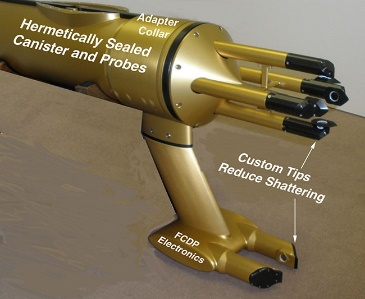 Adapter
Collar
Hermetically Sealed
Canister and Probes
Custom Tips
Reduce Shattering
FCDP
Electronics